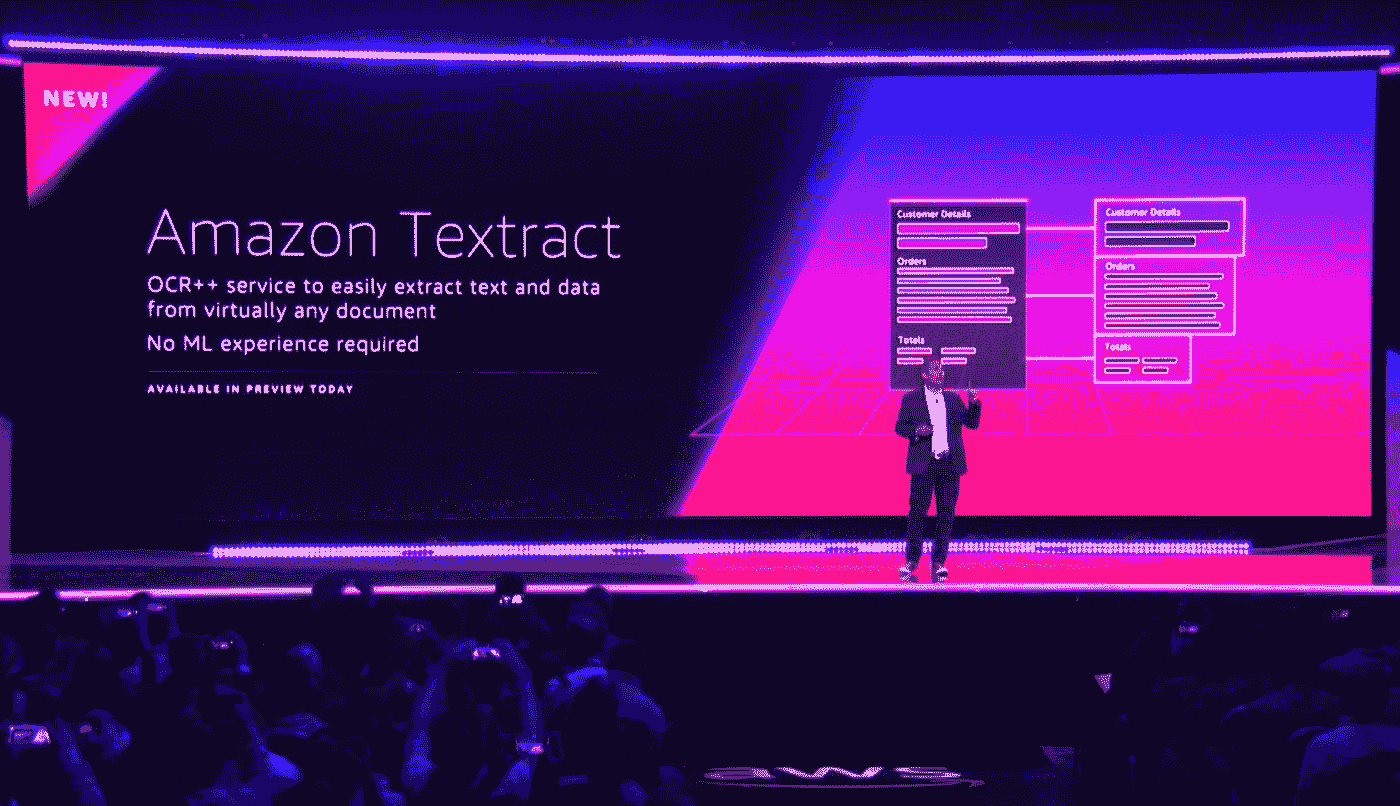 NEW!
Amazon Textract
OCR++ service to easily extract text and data
from virtually any document
No ML experience required
AVAILABLE IN PREVIEW TODAY
Customer Details
Orders
Totals
Customer Details
Orders
Totals
aws